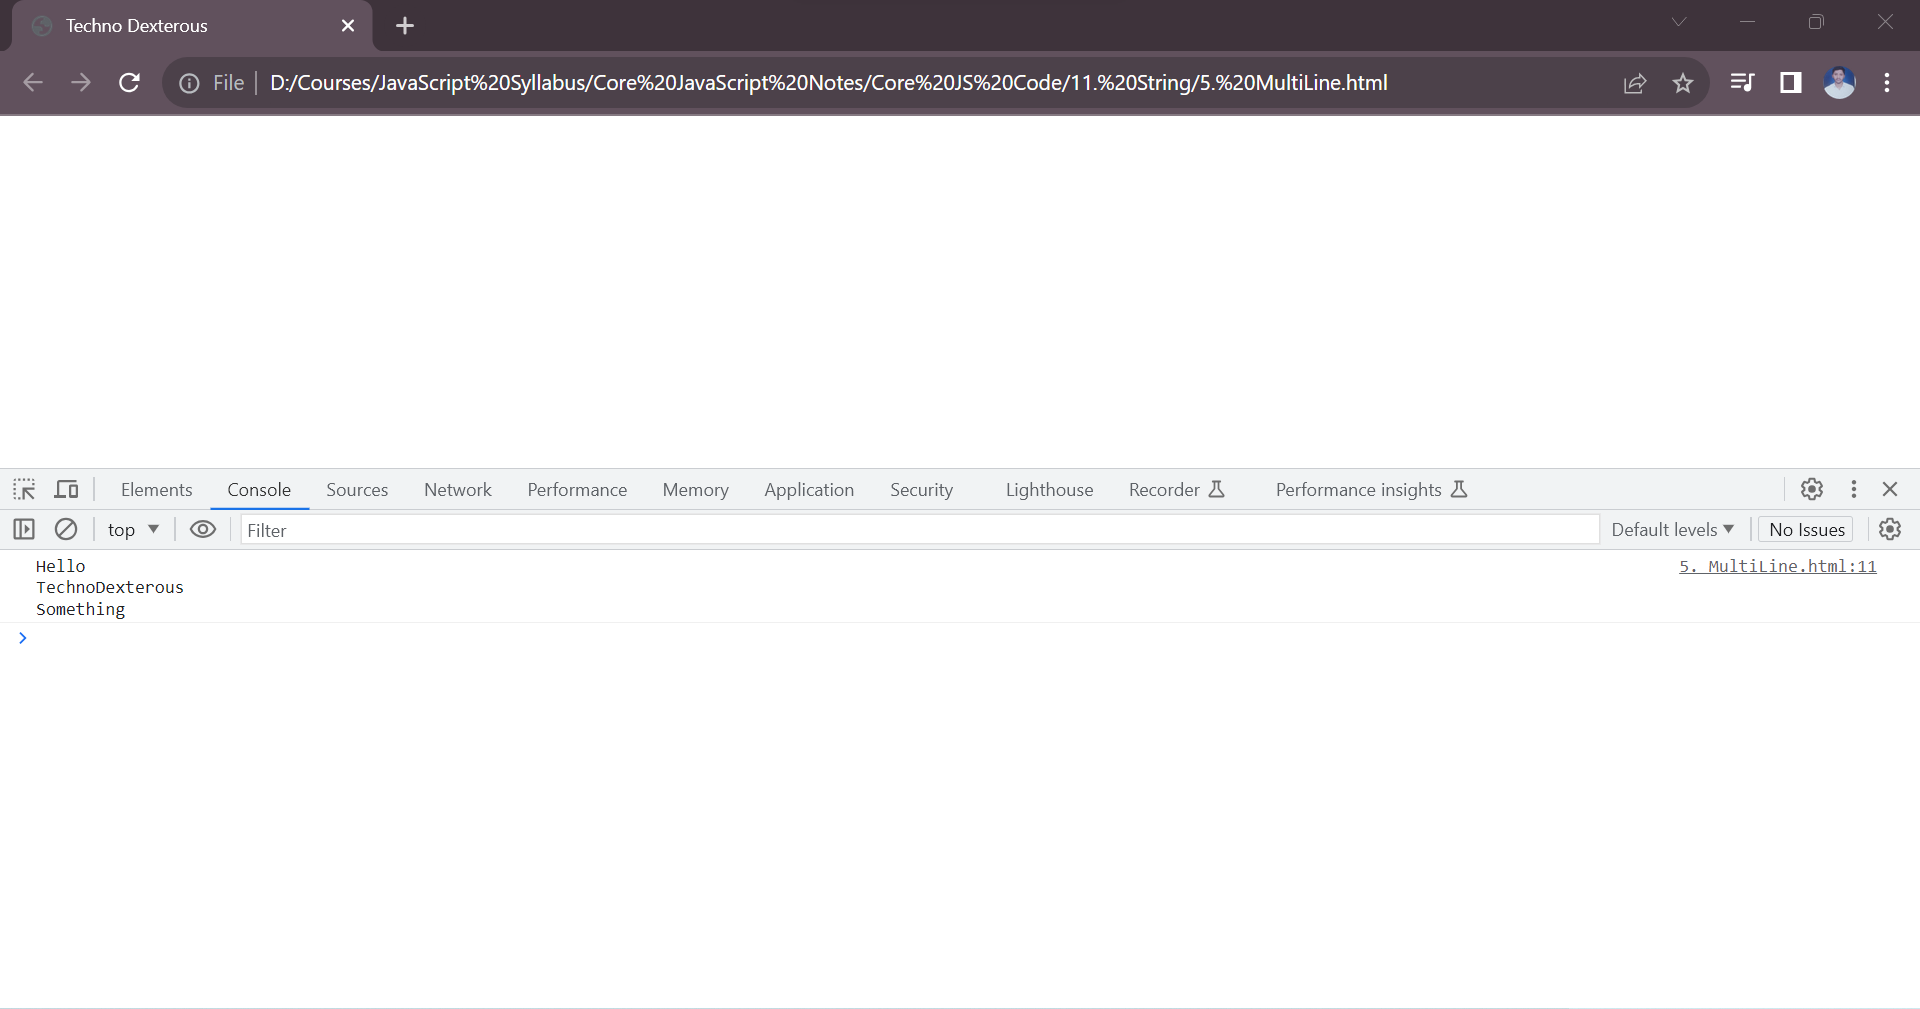 Techno Dexterous
File D:/Courses/JavaScript%20Syllabus/Core%20JavaScript%20Notes/Core%20JS%20Code/11.%20String/5.%20MultiLine.html
Elements Console Sources Network Performance Memory Application Security Lighthouse Recorder Performance insights
top Filter Default levels No Issues
Hello 5. MultiLine.html:11
TechnoDexterous
Something